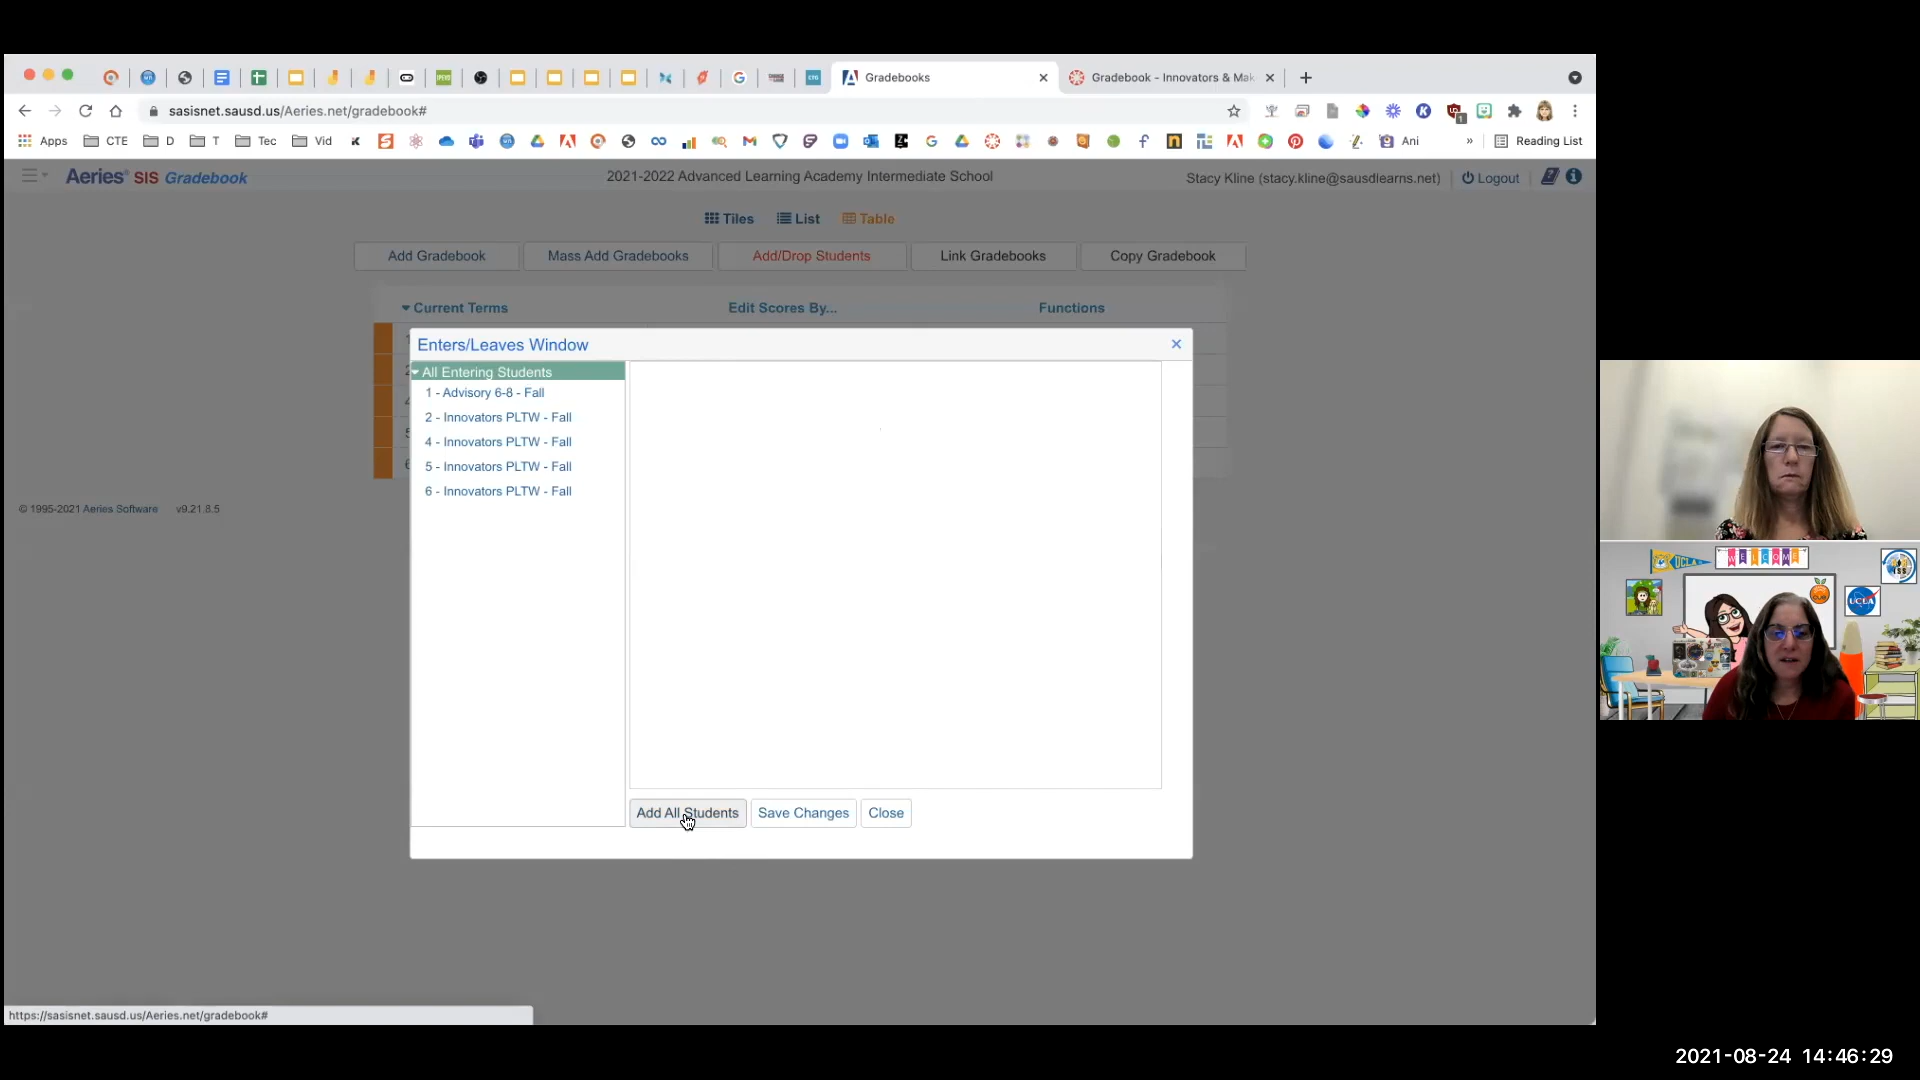 Gradebooks
Gradebook - Innovators & Mak
sasisnet.sausd.us/Aeries.net/gradebook#
Apps
CTE
D
T
Tec
Vid
Ani
»
Reading List
Aeries SIS Gradebook
2021-2022 Advanced Learning Academy Intermediate School
Stacy Kline (stacy.kline@sausdlearns.net)
Logout
Tiles
List
Table
Add Gradebook
Mass Add Gradebooks
Add/Drop Students
Link Gradebooks
Copy Gradebook
Current Terms
Edit Scores By...
Functions
Enters/Leaves Window
All Entering Students
1 - Advisory 6-8 - Fall
2 - Innovators PLTW - Fall
4 - Innovators PLTW - Fall
5 - Innovators PLTW - Fall
6 - Innovators PLTW - Fall
© 1995-2021 Aeries Software v9.21.8.5
Add All Students
Save Changes
Close
https://sasisnet.sausd.us/Aeries.net/gradebook#
UCLA
WELCOME
UCLA
2021-08-24 14:46:29